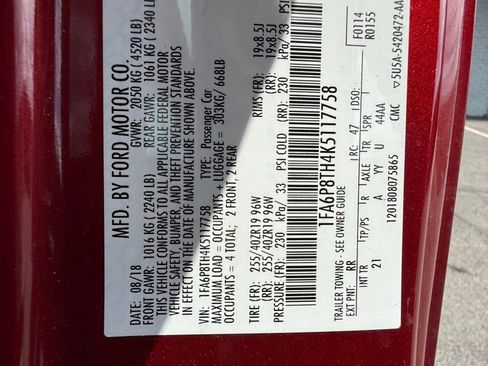 MFD. BY FORD MOTOR CO.
DATE: 08/18 GVWR: 2050 KG ( 4520 LB)
FRONT GAWR: 1016 KG ( 2240 LB) REAR GAWR: 1061 KG ( 2340 LB)
THIS VEHICLE CONFORMS TO ALL APPLICABLE FEDERAL MOTOR
VEHICLE SAFETY, BUMPER, AND THEFT PREVENTION STANDARDS
IN EFFECT ON THE DATE OF MANUFACTURE SHOWN ABOVE.
VIN: 1FA6P8TH4K5117758 TYPE: Passenger Car
MAXIMUM LOAD = OCCUPANTS + LUGGAGE = 303KG/ 668LB
OCCUPANTS = 4 TOTAL; 2 FRONT, 2 REAR
TIRE (FR): 255/40ZR19 96W RIMS (FR): 19x8.5J
(RR): 255/40ZR19 96W (RR): 19x8.5J
PRESSURE (FR): 230 kPa/ 33 PSI COLD (RR): 230 kPa/ 33 PSI
1FA6P8TH4K5117758
TRAILER TOWING - SEE OWNER GUIDE
F0114
R0155
EXT PNT: RR RC: 47
INT TR TP/PS R AXLE TR SPR
21 A YY U 44AA
1201808075865 CMC
5U5A-5420472-AA